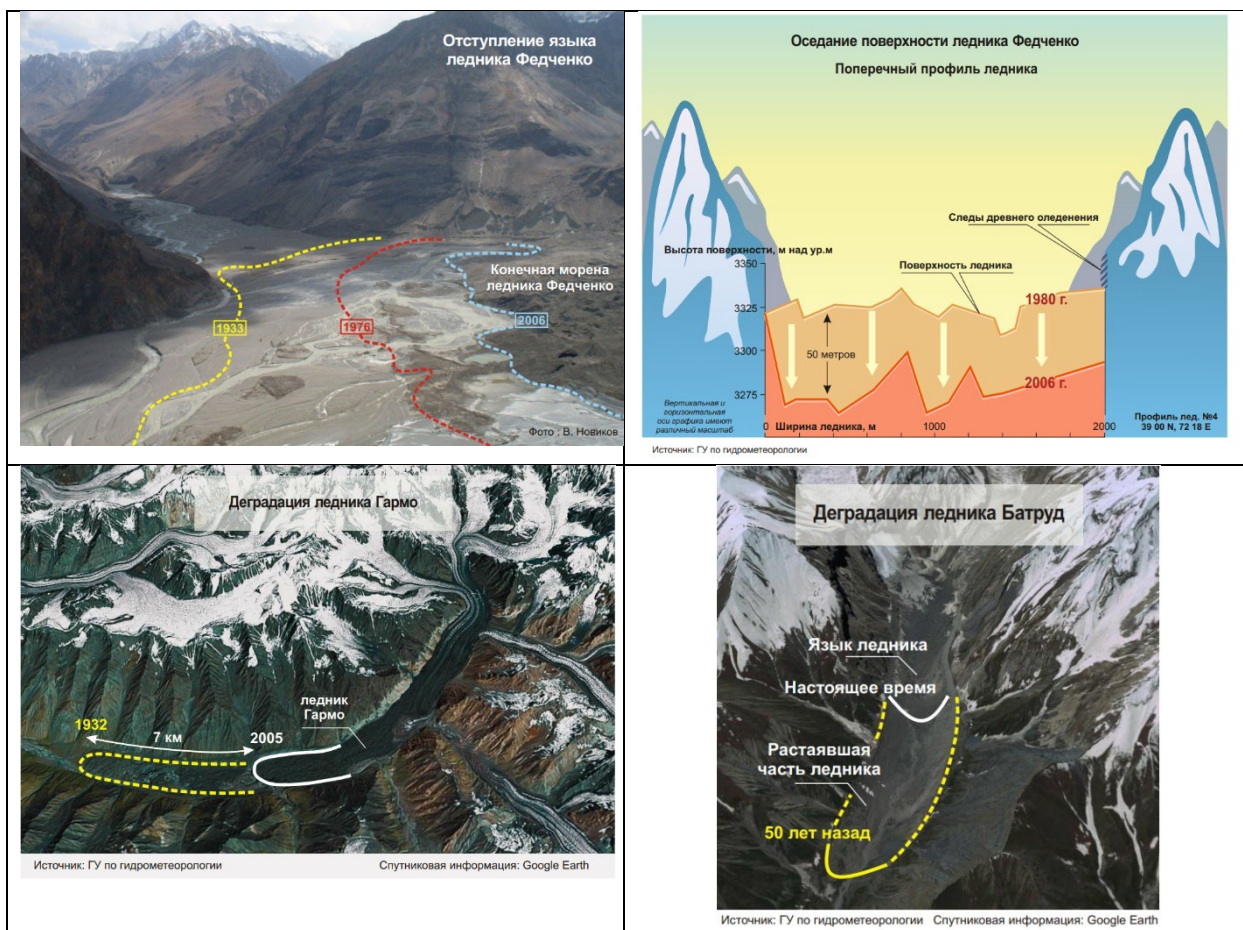 Отступление языка
ледника Федченко
Конечная морена
ледника Федченко
1933
1976
2006
Фото : В. Новиков
Оседание поверхности ледника Федченко
Поперечный профиль ледника
Следы древнего оледенения
Высота поверхности, м над ур.м
Поверхность ледника
3350
3325
3300
3275
1980 г.
50 метров
2006 г.
Вертикальная и
горизонтальная
оси графика имеют
различный масштаб
0
Ширина ледника, м
1000
2000
Профиль лед. №4
39 00 N, 72 18 E
Источник: ГУ по гидрометеорологии
Деградация ледника Гармо
ледник
Гармо
1932
7 км
2005
Источник: ГУ по гидрометеорологии
Спутниковая информация: Google Earth
Деградация ледника Батруд
Язык ледника
Настоящее время
Растаявшая
часть ледника
50 лет назад
Источник: ГУ по гидрометеорологии Спутниковая информация: Google Earth